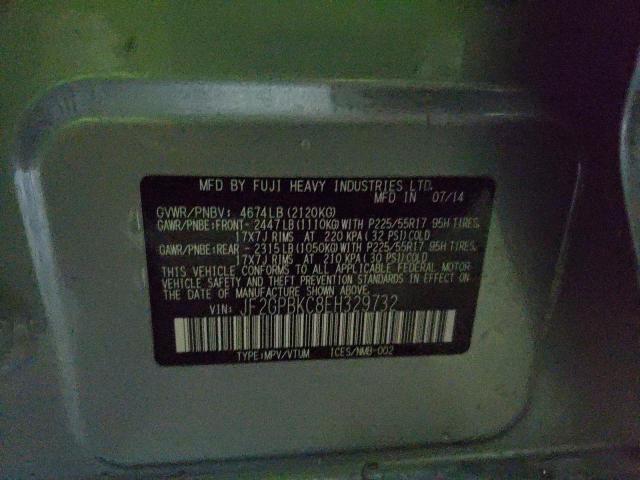 MFD BY FUJI HEAVY INDUSTRIES LTD.
MFD IN 07/14
GVWR/PNBV: 4674LB(2120KG)
GAWR/PNBE:FRONT-2447LB(1110KG)WITH P225/55R17 95H TIRES,
17X7J RIMS AT 220 KPA(32 PSI)COLD
GAWR/PNBE:REAR -2315LB(1050KG)WITH P225/55R17 95H TIRES,
17X7J RIMS AT 210 KPA(30 PSI)COLD
THIS VEHICLE CONFORMS TO ALL APPLICABLE FEDERAL MOTOR
VEHICLE SAFETY AND THEFT PREVENTION STANDARDS IN EFFECT
ON THE DATE OF MANUFACTURE SHOWN ABOVE.
VIN: JF2GPBKC8EH329732
TYPE:MPV/VTUM ICES/NMB-002